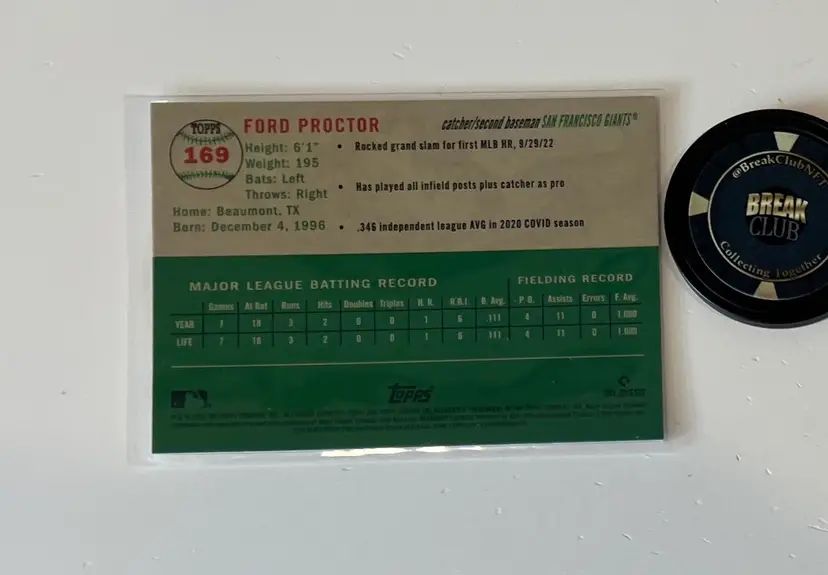 TOPPS
169
FORD PROCTOR
catcher/second baseman SAN FRANCISCO GIANTS®
Height: 6'1"
Weight: 195
Bats: Left
Throws: Right
Home: Beaumont, TX
Born: December 4, 1996
• Rocked grand slam for first MLB HR, 9/29/22
• Has played all infield posts plus catcher as pro
• .346 independent league AVG in 2020 COVID season
MAJOR LEAGUE BATTING RECORD FIELDING RECORD
Games At Bat Runs Hits Doubles Triples H. R. R.B.I. B. Avg. P. O. Assists Errors F. Avg.
YEAR 7 18 3 2 0 0 1 6 .111 4 11 0 1.000
LIFE 7 18 3 2 0 0 1 6 .111 4 11 0 1.000
TOPPS
@BreakClubNFT
BREAK
CLUB
Collecting Together